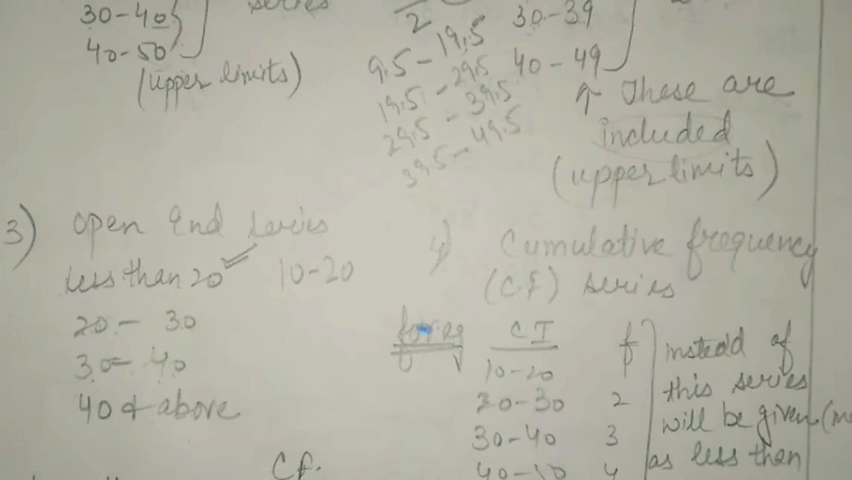 30-40
40-50
(upper limits)
series
2
9.5 - 19.5
19.5 - 29.5
29.5 - 39.5
39.5 - 49.5
30-39
40-49
↑ These are
included
(upper limits)
3) Open End series
less than 20 10-20
20 - 30
30 - 40
40 & above
4) Cumulative frequency
(C.F) series
CI f
10-20
20-30 2
30-40 3
4
instead of
this series
will be given
as less than
Cf.